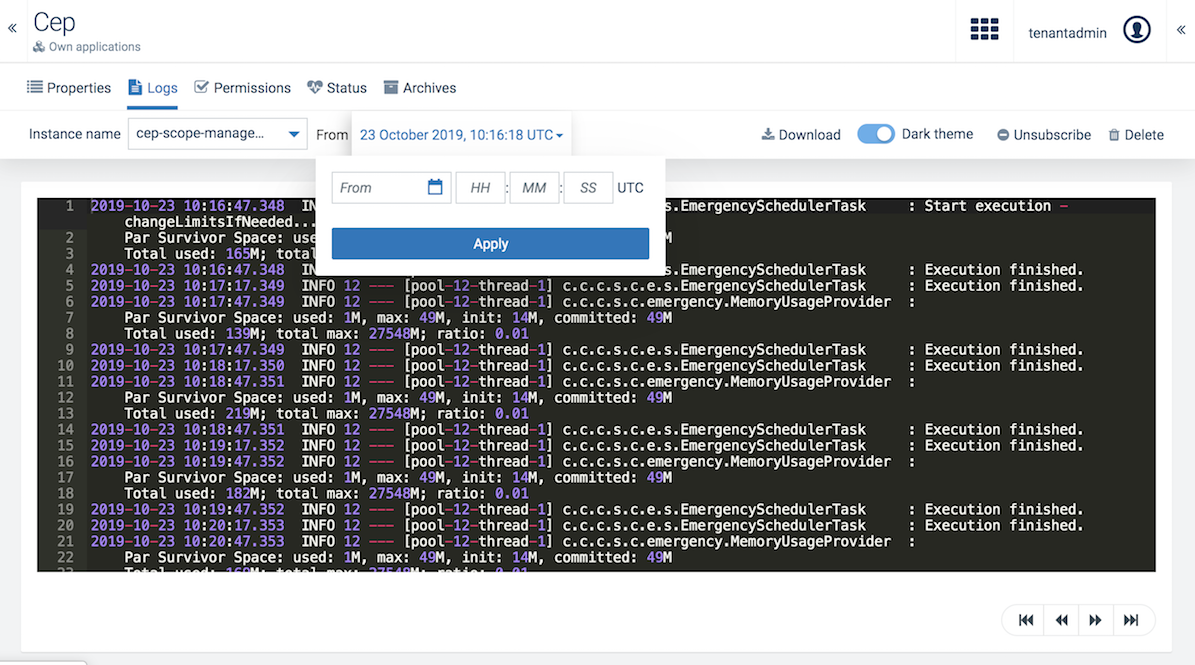 Cep
Own applications
tenantadmin
Properties Logs Permissions Status Archives
Instance name cep-scope-manage... From 23 October 2019, 10:16:18 UTC Download Dark theme Unsubscribe Delete
From HH : MM : SS UTC
Apply
1 2019-10-23 10:16:47.348 s.EmergencySchedulerTask : Start execution -
changeLimitsIfNeeded...
2 Par Survivor Space: M
3 Total used: 165M;
4 2019-10-23 10:16:47.348 s.EmergencySchedulerTask : Execution finished.
5 2019-10-23 10:17:17.349 INFO 12 --- [pool-12-thread-1] c.c.c.s.c.e.s.EmergencySchedulerTask : Execution finished.
6 2019-10-23 10:17:47.349 INFO 12 --- [pool-12-thread-1] c.c.c.s.c.emergency.MemoryUsageProvider :
7 Par Survivor Space: used: 1M, max: 49M, init: 14M, committed: 49M
8 Total used: 139M; total max: 27548M; ratio: 0.01
9 2019-10-23 10:17:47.349 INFO 12 --- [pool-12-thread-1] c.c.c.s.c.e.s.EmergencySchedulerTask : Execution finished.
10 2019-10-23 10:18:17.350 INFO 12 --- [pool-12-thread-1] c.c.c.s.c.e.s.EmergencySchedulerTask : Execution finished.
11 2019-10-23 10:18:47.351 INFO 12 --- [pool-12-thread-1] c.c.c.s.c.emergency.MemoryUsageProvider :
12 Par Survivor Space: used: 1M, max: 49M, init: 14M, committed: 49M
13 Total used: 219M; total max: 27548M; ratio: 0.01
14 2019-10-23 10:18:47.351 INFO 12 --- [pool-12-thread-1] c.c.c.s.c.e.s.EmergencySchedulerTask : Execution finished.
15 2019-10-23 10:19:17.352 INFO 12 --- [pool-12-thread-1] c.c.c.s.c.e.s.EmergencySchedulerTask : Execution finished.
16 2019-10-23 10:19:47.352 INFO 12 --- [pool-12-thread-1] c.c.c.s.c.emergency.MemoryUsageProvider :
17 Par Survivor Space: used: 1M, max: 49M, init: 14M, committed: 49M
18 Total used: 182M; total max: 27548M; ratio: 0.01
19 2019-10-23 10:19:47.352 INFO 12 --- [pool-12-thread-1] c.c.c.s.c.e.s.EmergencySchedulerTask : Execution finished.
20 2019-10-23 10:20:17.353 INFO 12 --- [pool-12-thread-1] c.c.c.s.c.e.s.EmergencySchedulerTask : Execution finished.
21 2019-10-23 10:20:47.353 INFO 12 --- [pool-12-thread-1] c.c.c.s.c.emergency.MemoryUsageProvider :
22 Par Survivor Space: used: 1M, max: 49M, init: 14M, committed: 49M